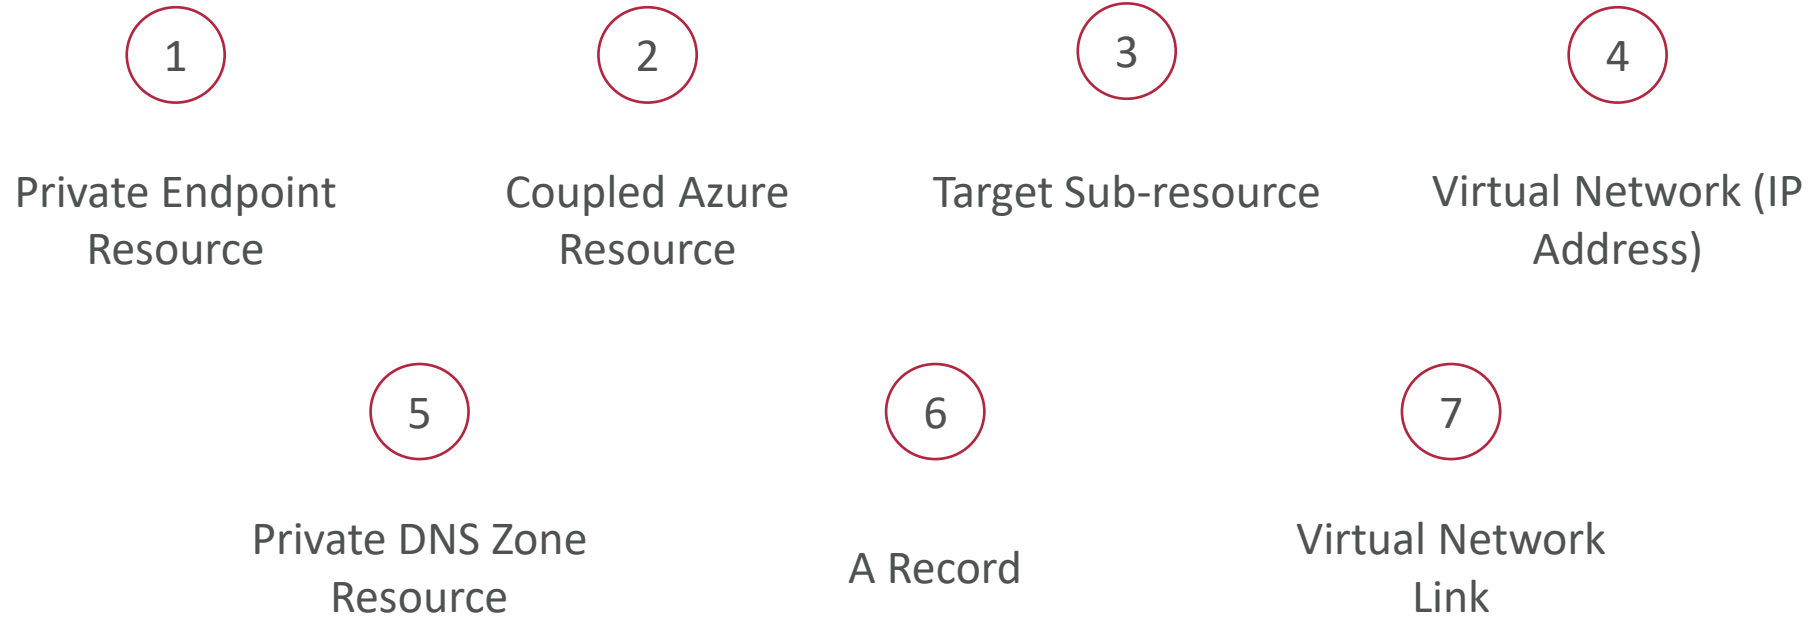 1
Private Endpoint
Resource
2
Coupled Azure
Resource
3
Target Sub-resource
4
Virtual Network (IP
Address)
5
Private DNS Zone
Resource
6
A Record
7
Virtual Network
Link